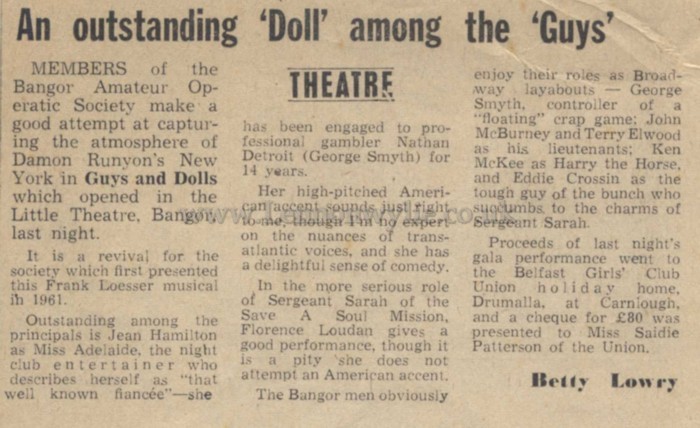 An outstanding 'Doll' among the 'Guys'
MEMBERS of the
Bangor Amateur Op-
eratic Society make a
good attempt at captur-
ing the atmosphere of
Damon Runyon's New
York in Guys and Dolls
which opened in the
Little Theatre, Bangor,
last night.
It is a revival for the
society which first presented
this Frank Loesser musical
in 1961.
Outstanding among the
principals is Jean Hamilton
as Miss Adelaide, the night
club entertainer who
describes herself as "that
well known fiancée"—she
THEATRE
has been engaged to pro-
fessional gambler Nathan
Detroit (George Smyth) for
14 years.
Her high-pitched Ameri-
can accent sounds just right
to me, though I'm no expert
on the nuances of trans-
atlantic voices, and she has
a delightful sense of comedy.
In the more serious role
of Sergeant Sarah of the
Save A Soul Mission,
Florence Loudan gives a
good performance, though it
is a pity she does not
attempt an American accent.
The Bangor men obviously
enjoy their roles as Broad-
way layabouts — George
Smyth, controller of a
"floating" crap game; John
McBurney and Terry Elwood
as his lieutenants; Ken
McKee as Harry the Horse,
and Eddie Crossin as the
tough guy of the bunch who
succumbs to the charms of
Sergeant Sarah.
Proceeds of last night's
gala performance went to
the Belfast Girls' Club
Union holiday home,
Drumalla, at Carnlough,
and a cheque for £80 was
presented to Miss Saidie
Patterson of the Union.
Betty Lowry